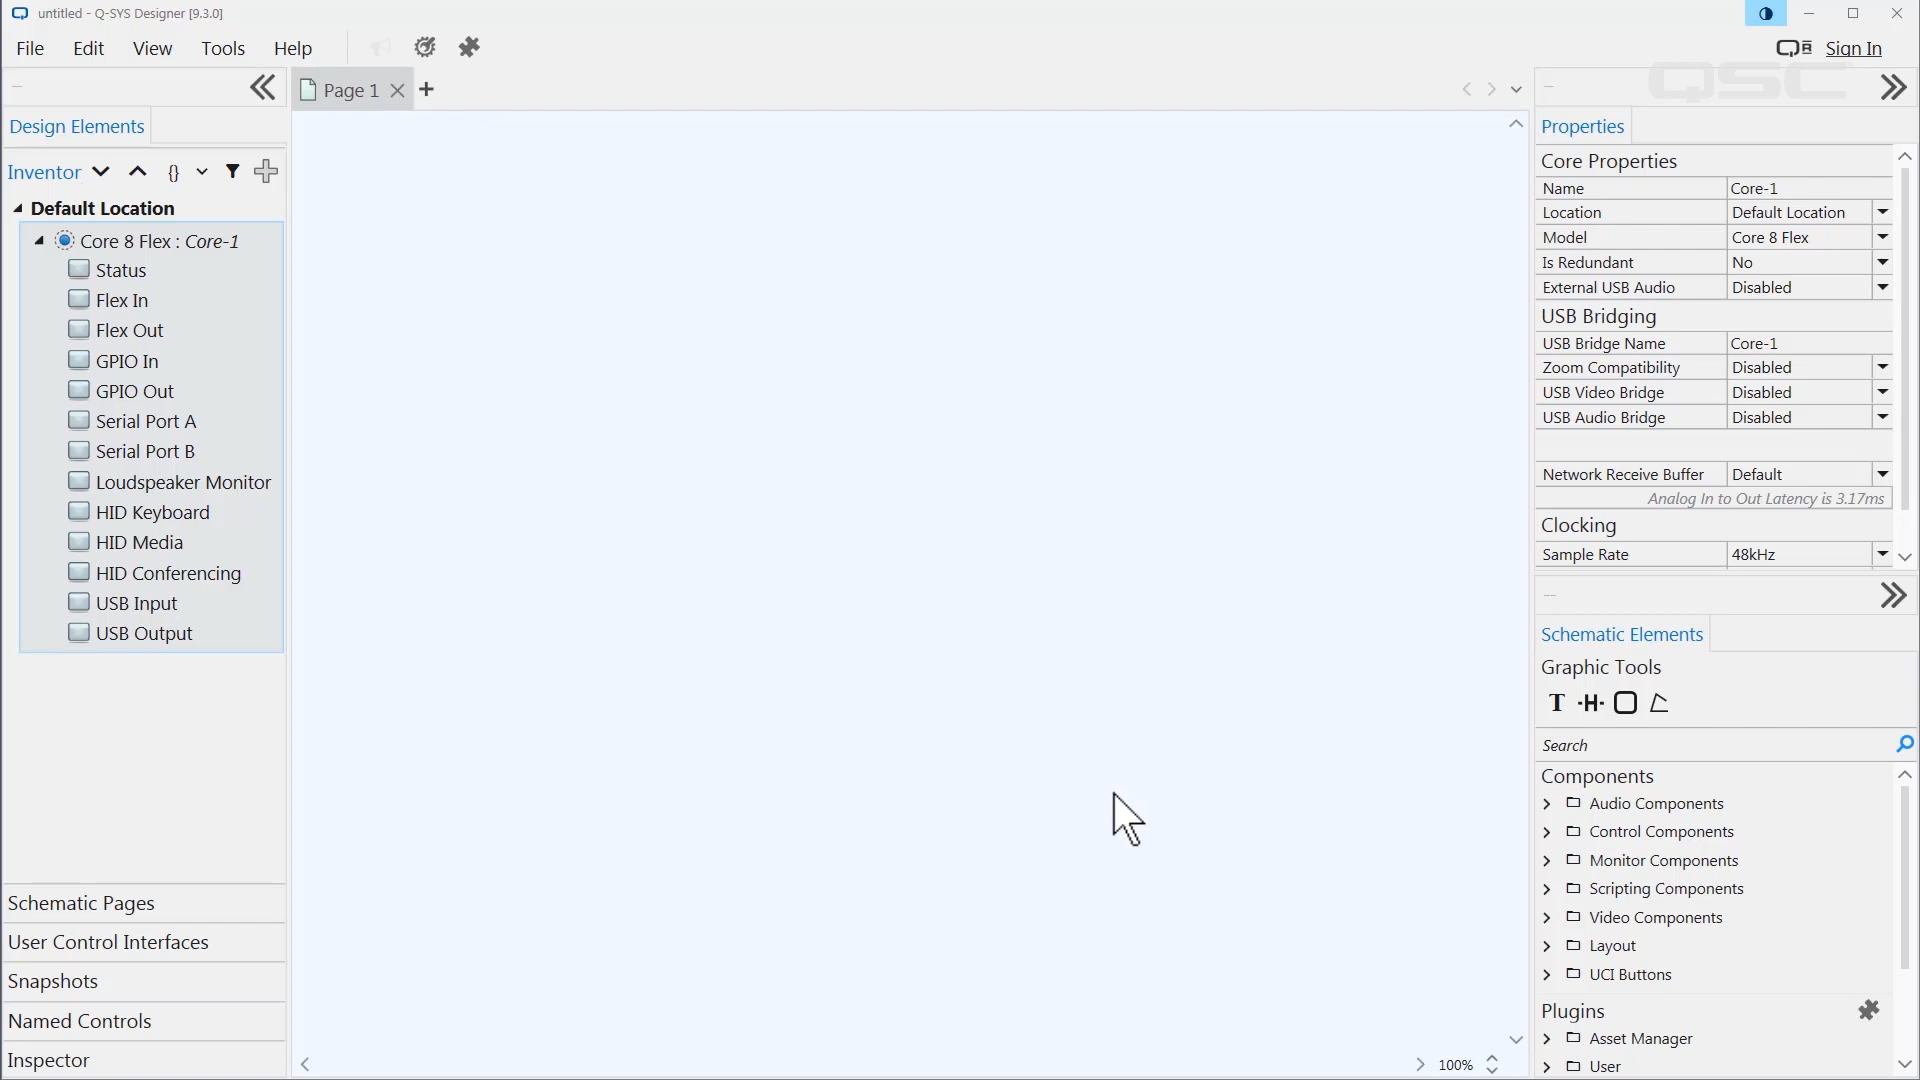 untitled - Q-SYS Designer [9.3.0]
File Edit View Tools Help
Sign In
QSC
Page 1
Design Elements
Inventory
{}
Default Location
Core 8 Flex : Core-1
Status
Flex In
Flex Out
GPIO In
GPIO Out
Serial Port A
Serial Port B
Loudspeaker Monitor
HID Keyboard
HID Media
HID Conferencing
USB Input
USB Output
Schematic Pages
User Control Interfaces
Snapshots
Named Controls
Inspector
100%
Properties
Core Properties
Name Core-1
Location Default Location
Model Core 8 Flex
Is Redundant No
External USB Audio Disabled
USB Bridging
USB Bridge Name Core-1
Zoom Compatibility Disabled
USB Video Bridge Disabled
USB Audio Bridge Disabled
Network Receive Buffer Default
Analog In to Out Latency is 3.17ms
Clocking
Sample Rate 48kHz
Schematic Elements
Graphic Tools
T -H-
Search
Components
Audio Components
Control Components
Monitor Components
Scripting Components
Video Components
Layout
UCI Buttons
Plugins
Asset Manager
User